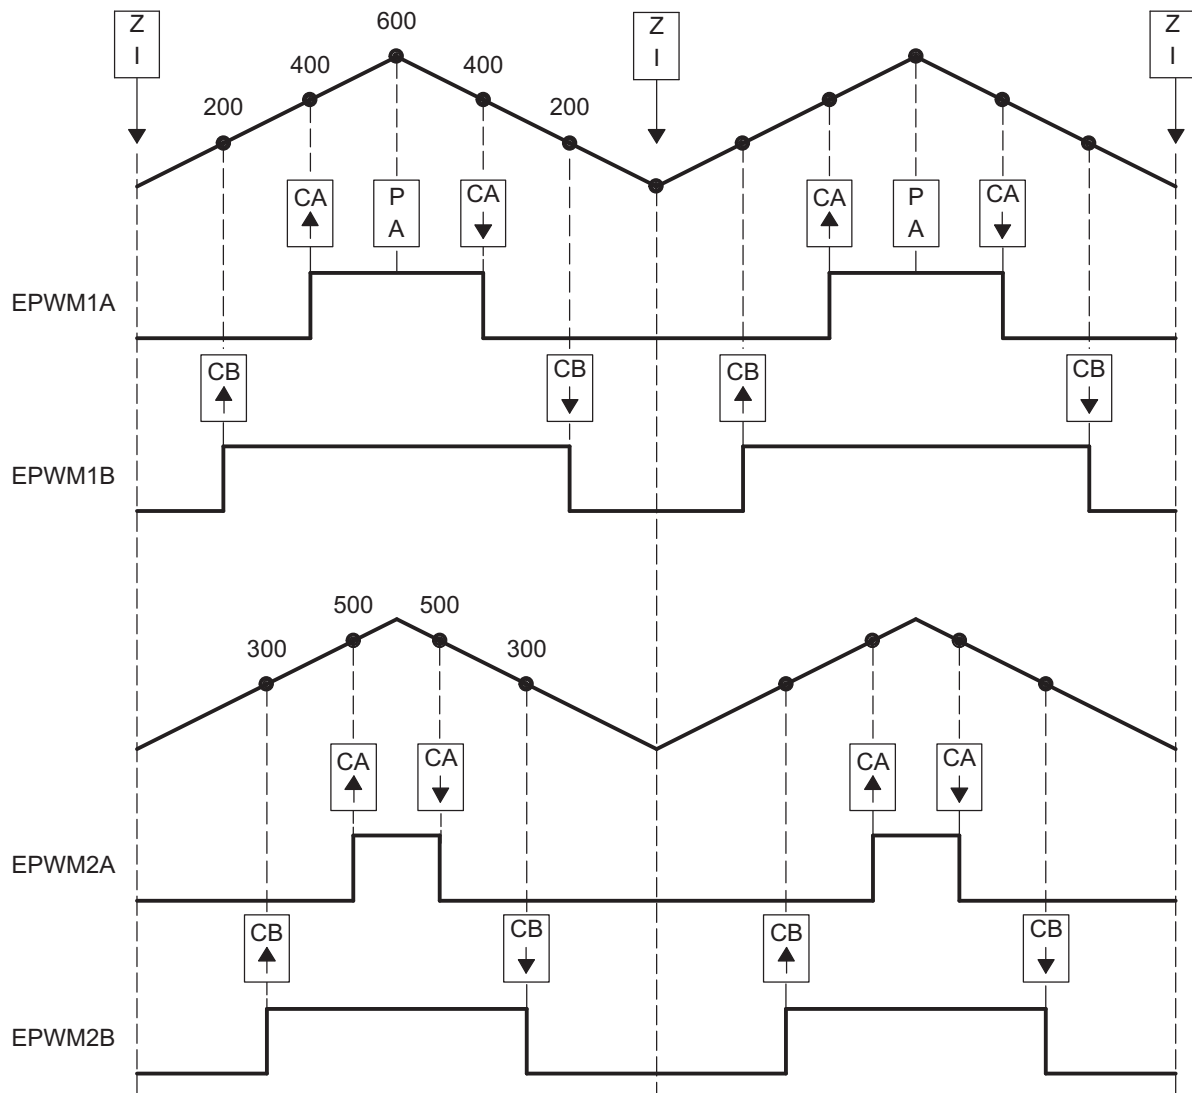 Z Z Z
I I I
600
400 400
200 200
CA P CA CA P CA
A A
EPWM1A
CB CB CB CB
EPWM1B
500 500
300 300
CA CA CA CA
EPWM2A
CB CB CB CB
EPWM2B